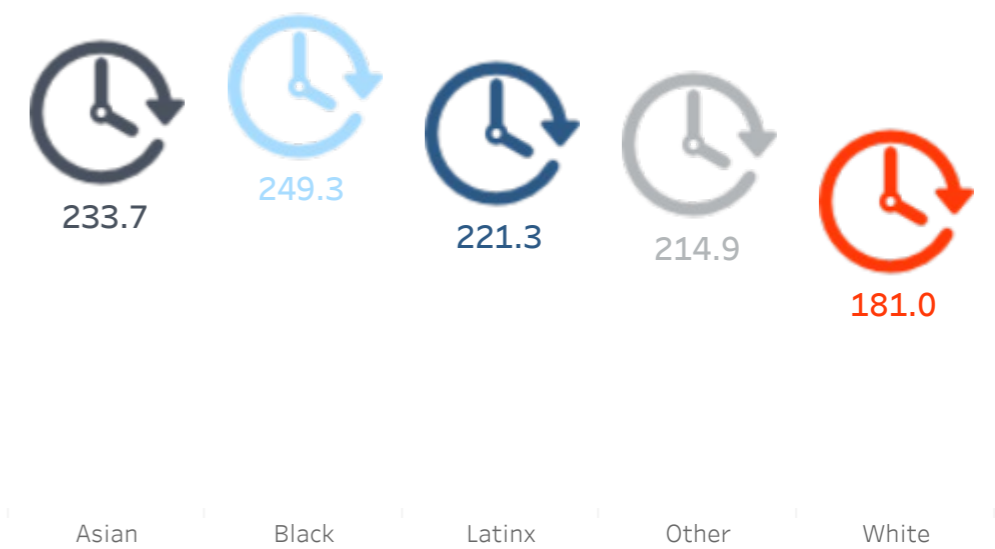 233.7
249.3
221.3
214.9
181.0
Asian
Black
Latinx
Other
White